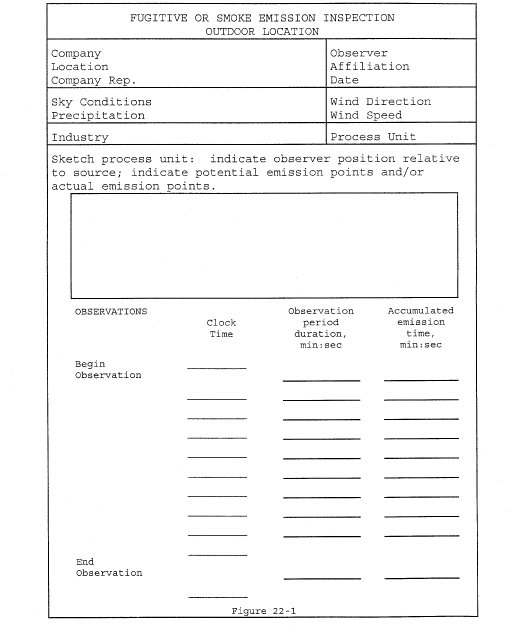 FUGITIVE OR SMOKE EMISSION INSPECTION
OUTDOOR LOCATION
Company
Location
Company Rep.
Observer
Affiliation
Date
Sky Conditions
Precipitation
Wind Direction
Wind Speed
Industry
Process Unit
Sketch process unit: indicate observer position relative
to source; indicate potential emission points and/or
actual emission points.
OBSERVATIONS
Clock
Time
Observation
period
duration,
min:sec
Accumulated
emission
time,
min:sec
Begin
Observation
End
Observation
Figure 22-1